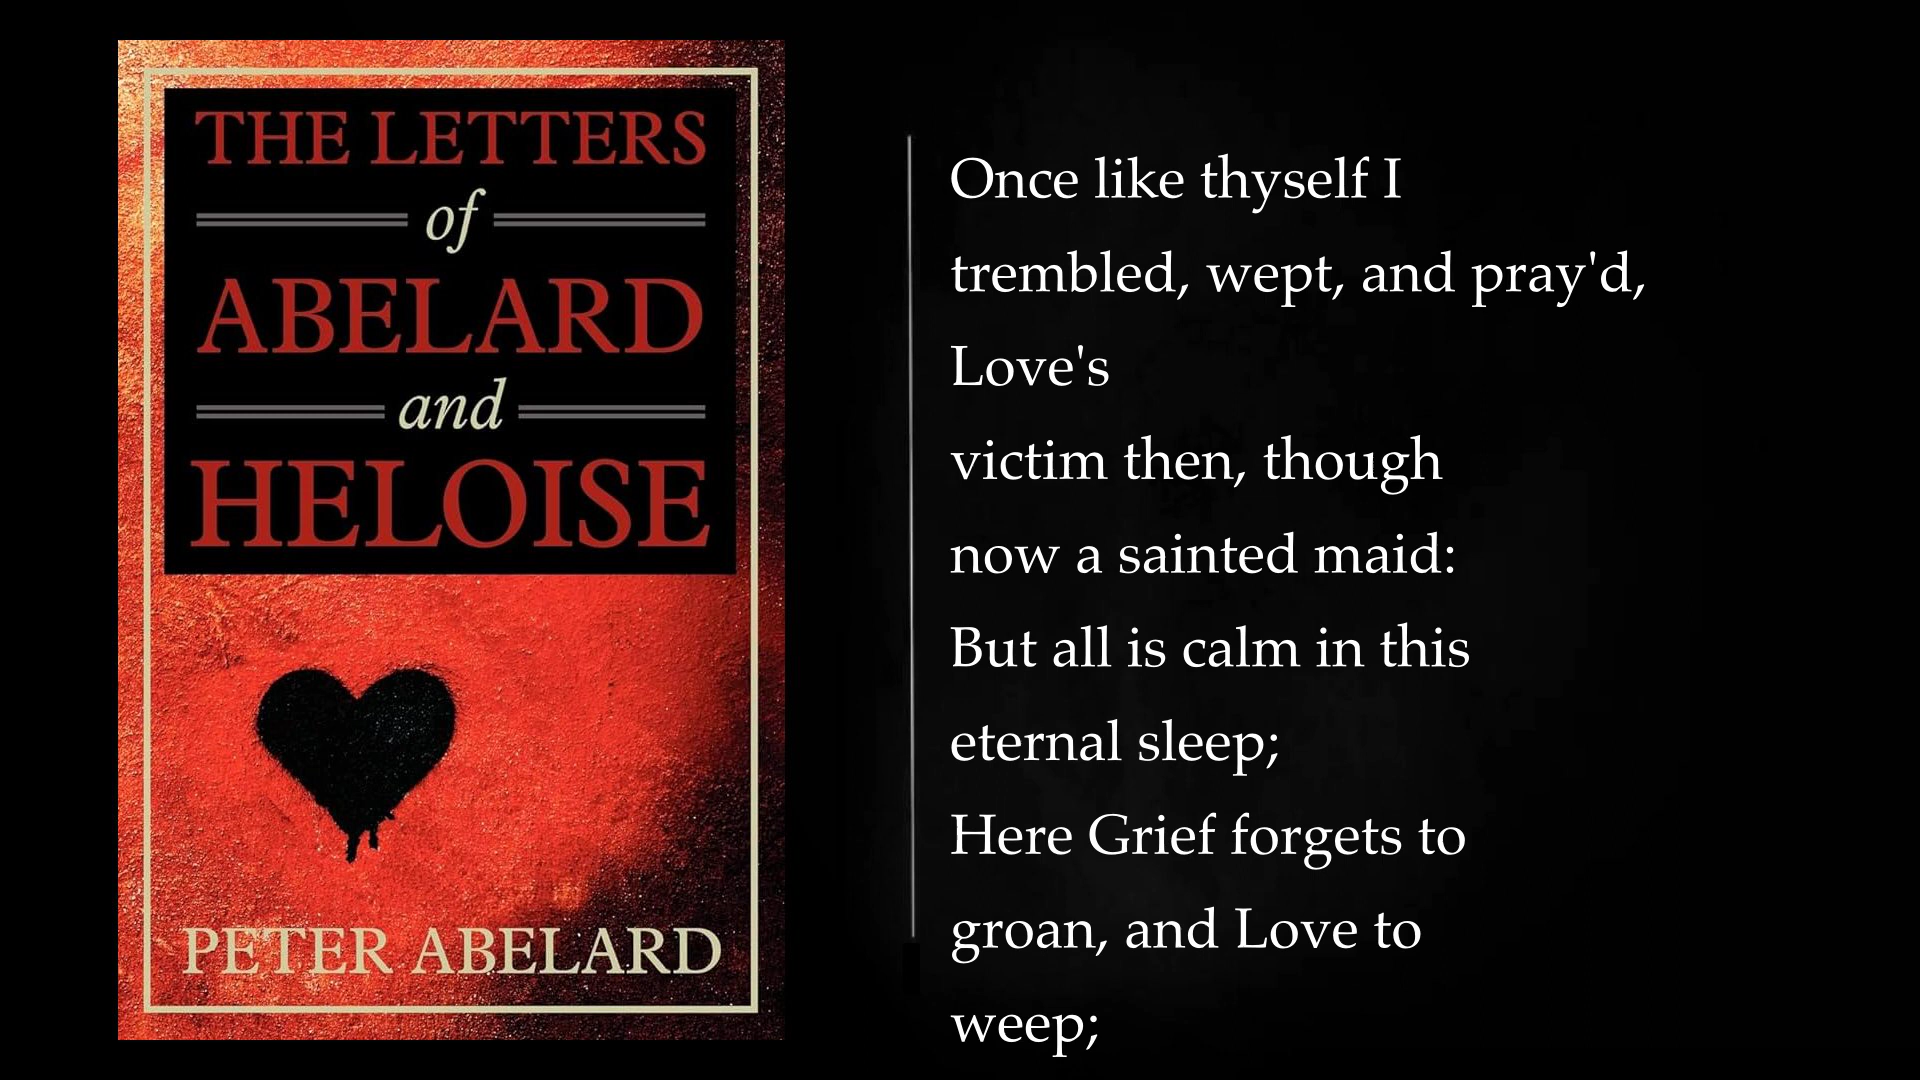 THE LETTERS
of
ABELARD
and
HELOISE
PETER ABELARD
Once like thyself I
trembled, wept, and pray'd,
Love's
victim then, though
now a sainted maid:
But all is calm in this
eternal sleep;
Here Grief forgets to
groan, and Love to
weep;